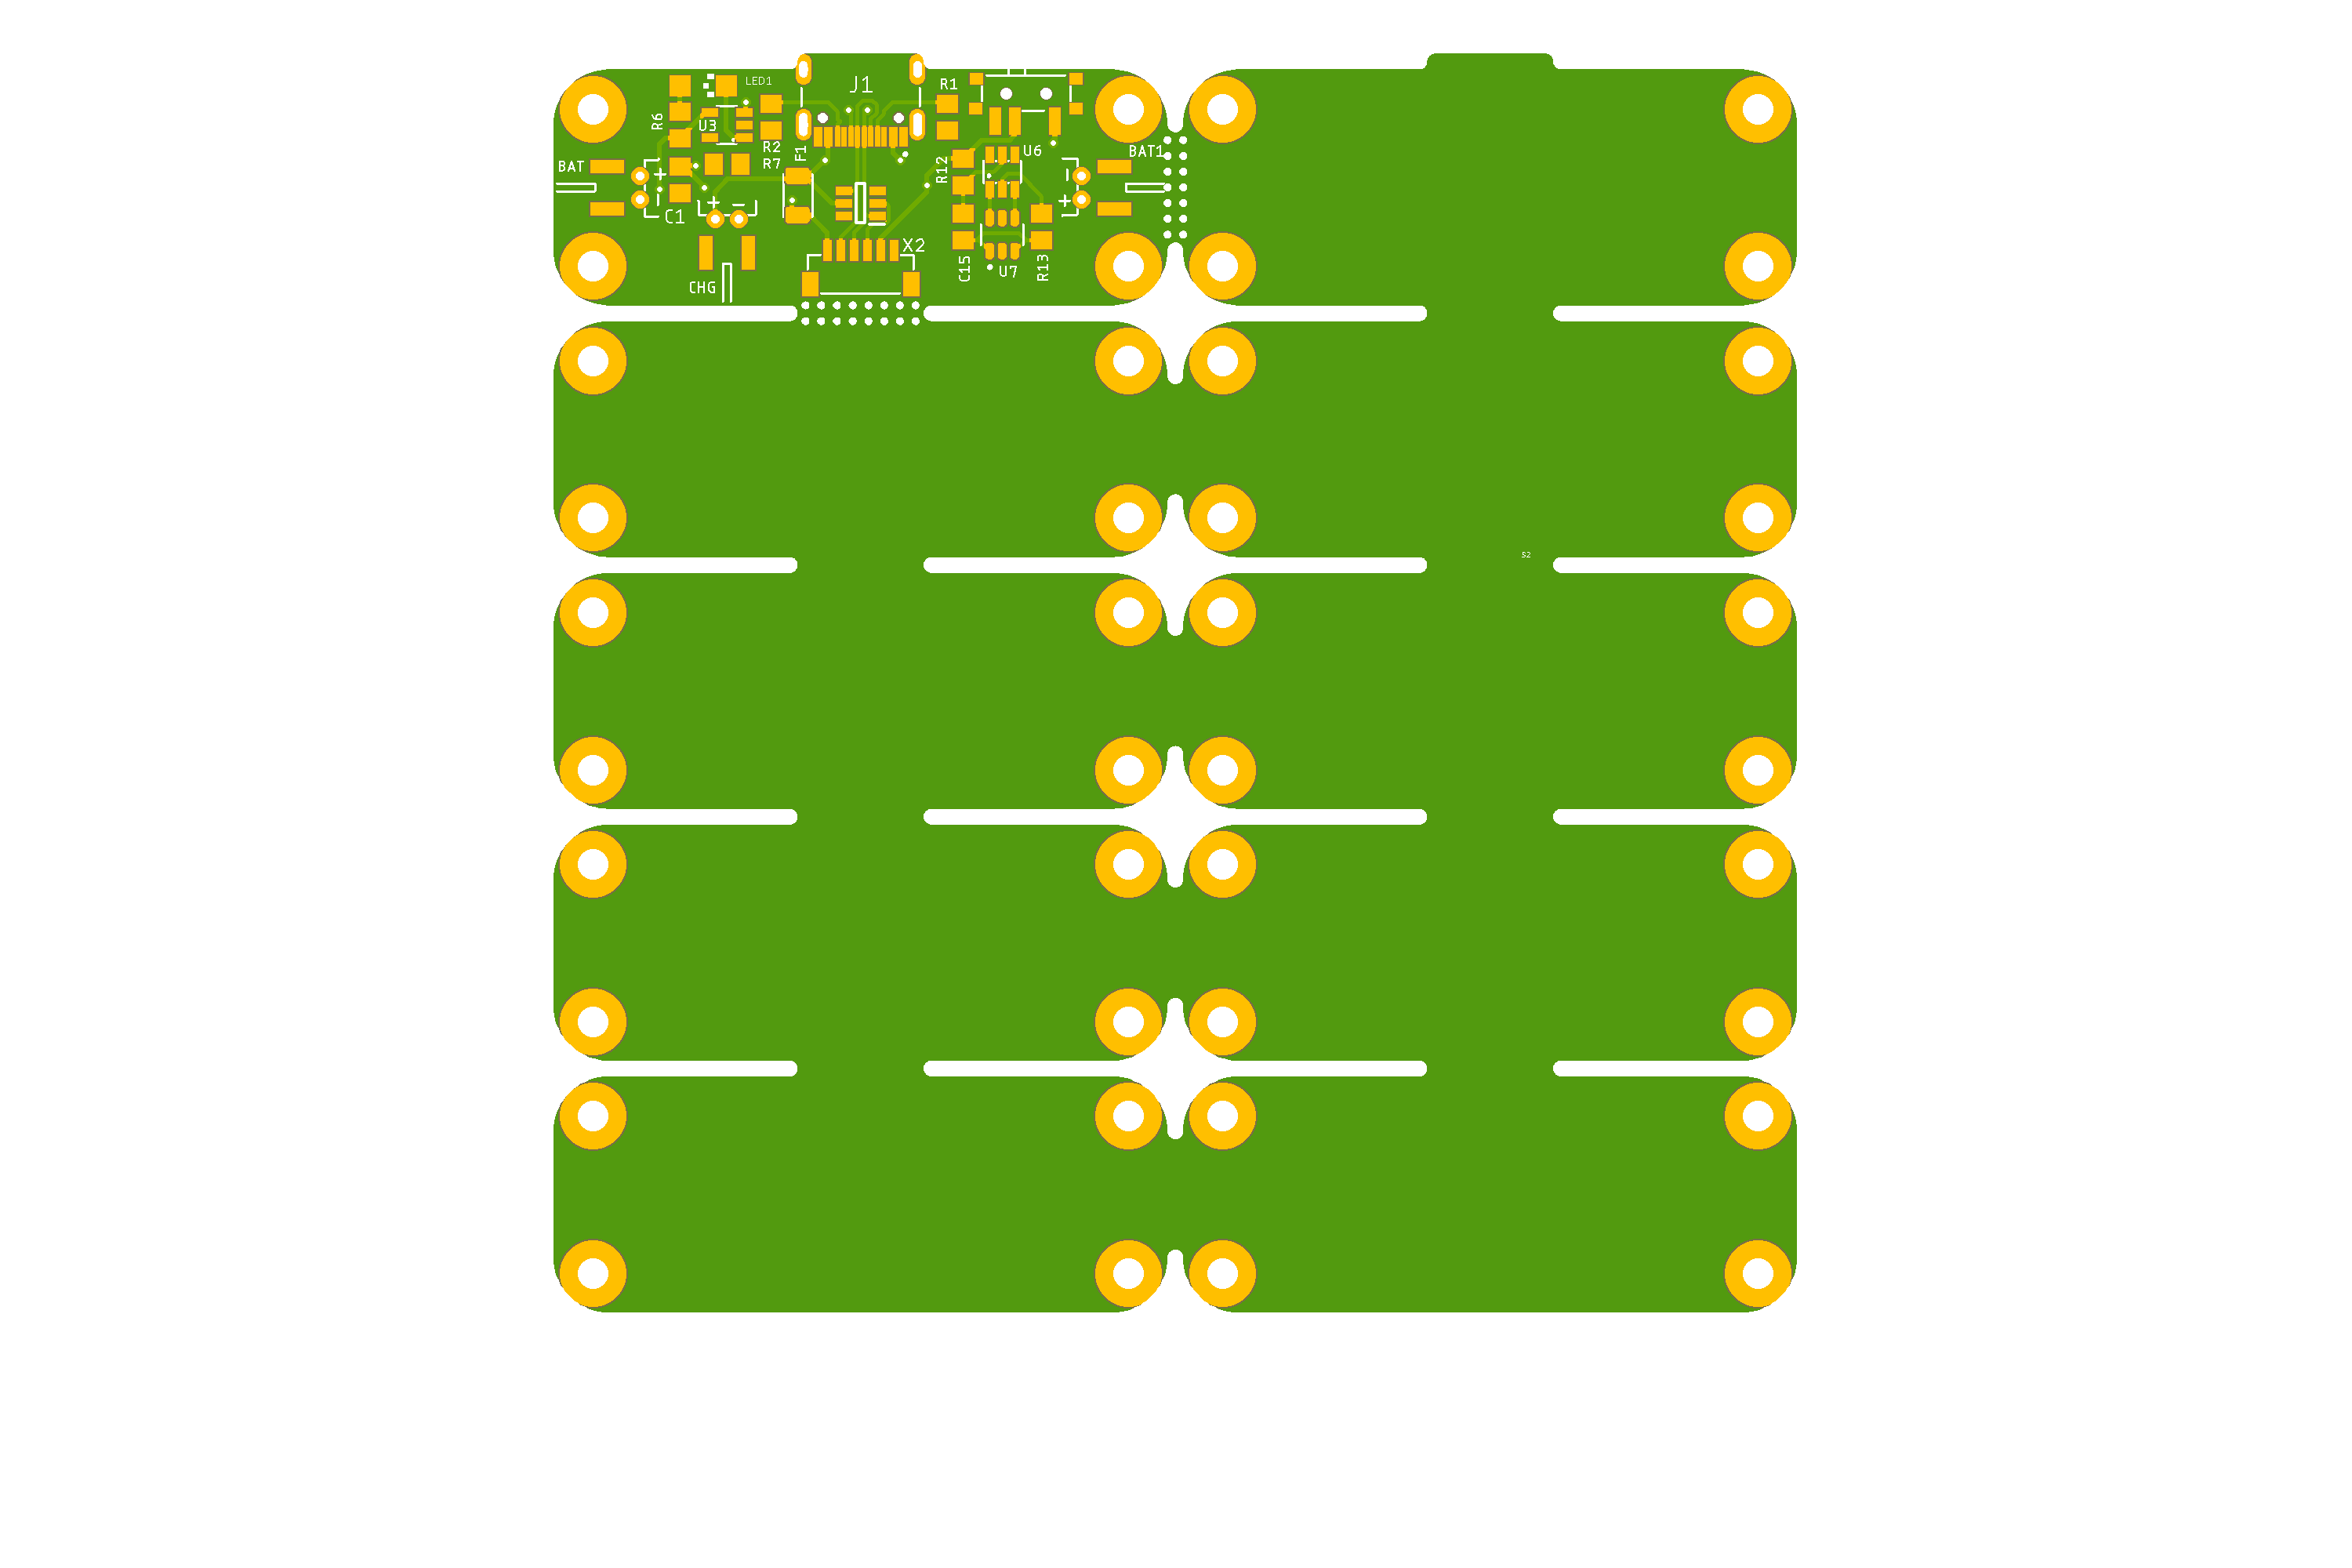 LED1
J1
R1
R6
U3
R2
F1
U6
BAT1
BAT
R7
R12
+
+ −
+
C1
X2
C15
U7
R13
CHG
S2